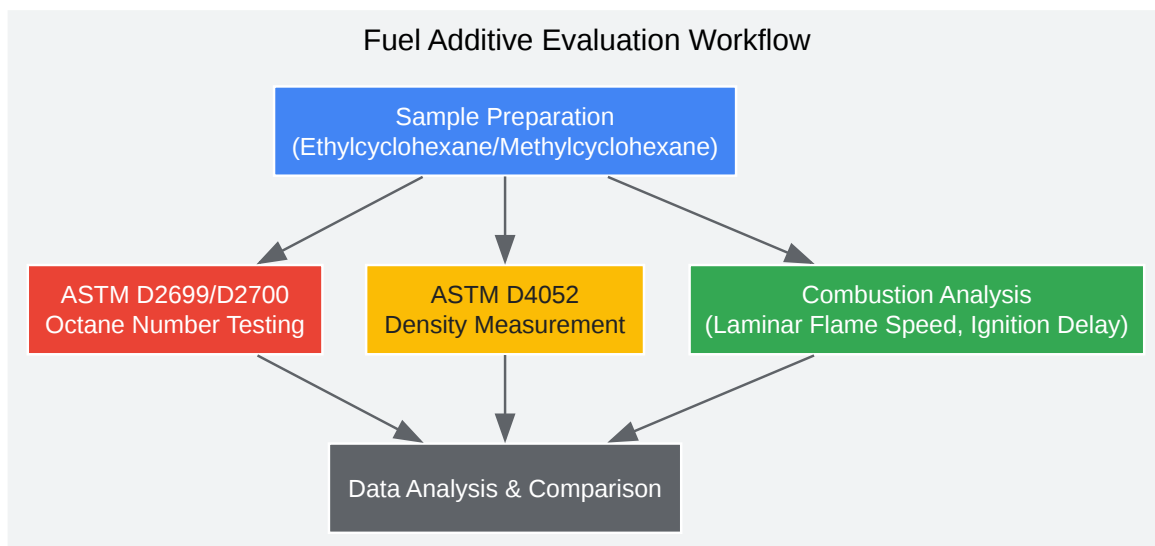 Fuel Additive Evaluation Workflow
Sample Preparation
(Ethylcyclohexane/Methylcyclohexane)
ASTM D2699/D2700
Octane Number Testing
ASTM D4052
Density Measurement
Combustion Analysis
(Laminar Flame Speed, Ignition Delay)
Data Analysis & Comparison